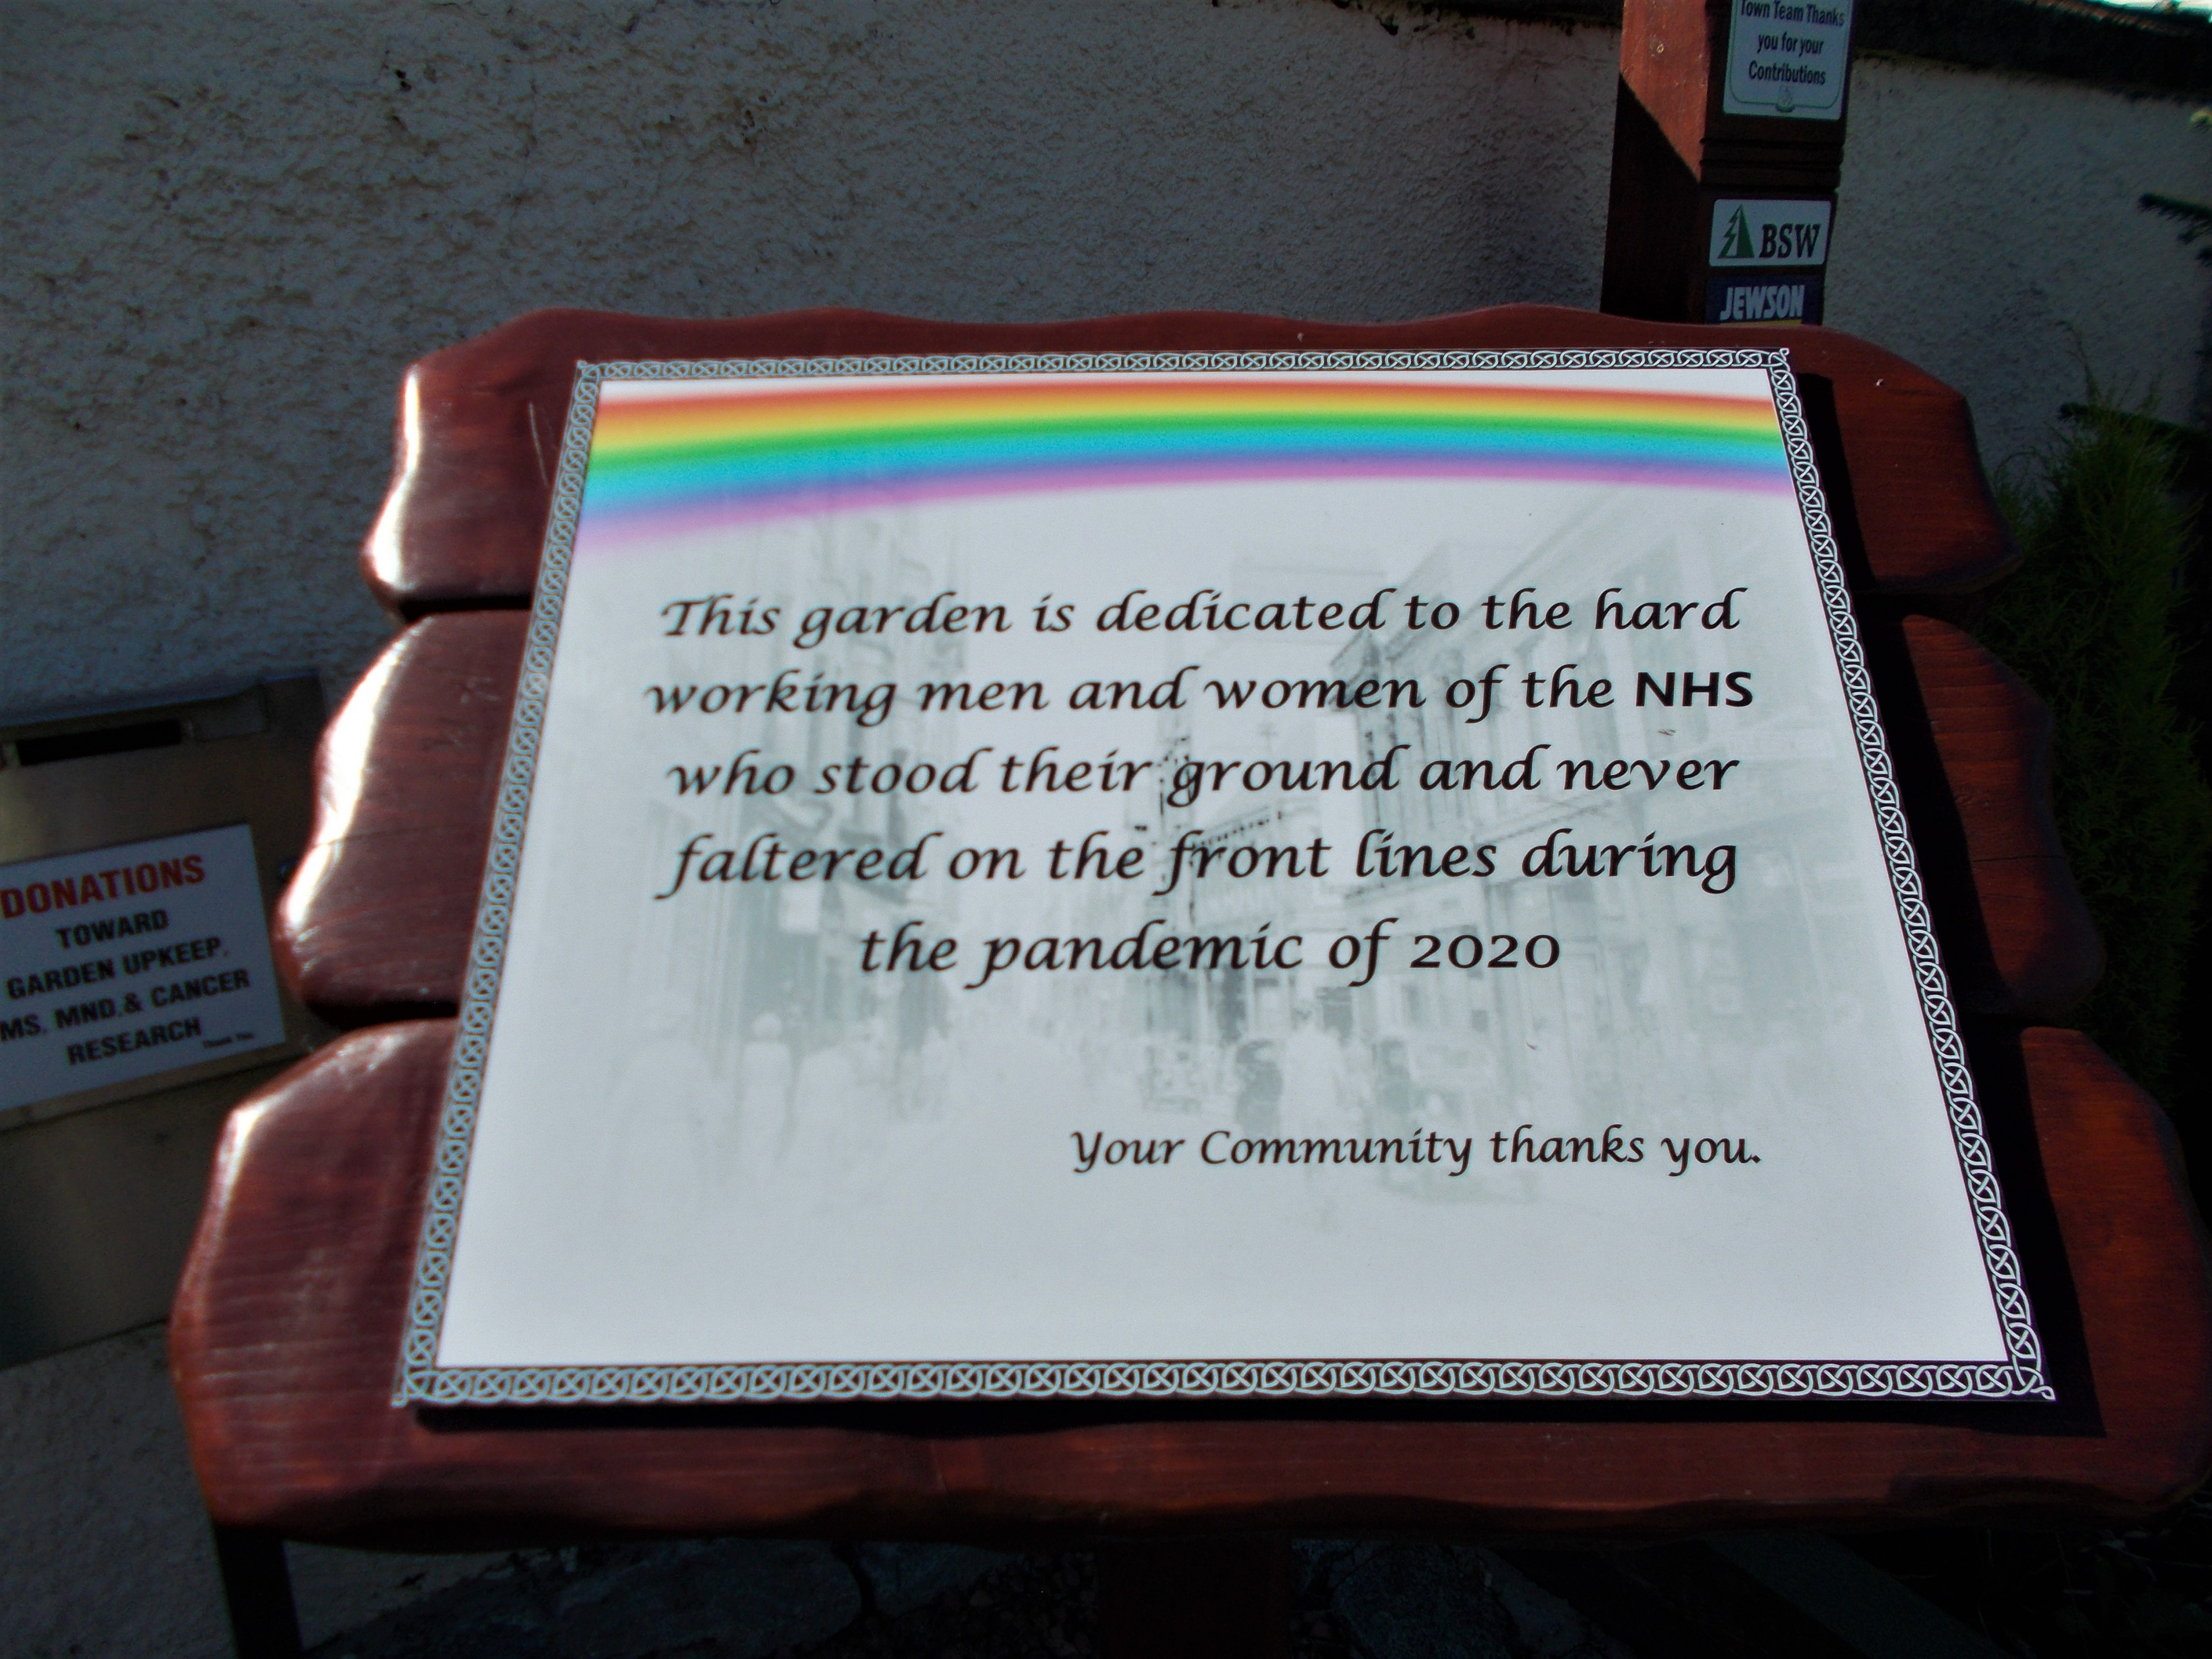 Town Team Thanks
you for your
Contributions
BSW
JEWSON
This garden is dedicated to the hard
working men and women of the NHS
who stood their ground and never
faltered on the front lines during
the pandemic of 2020
Your Community thanks you.
DONATIONS
TOWARD
GARDEN UPKEEP,
MS, MND,& CANCER
RESEARCH
Thank You